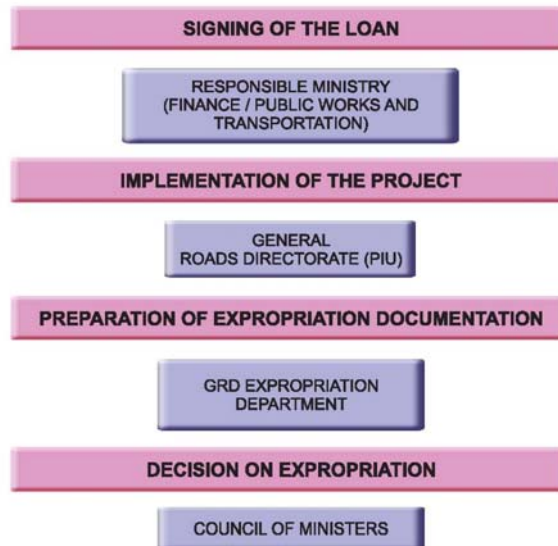 SIGNING OF THE LOAN
RESPONSIBLE MINISTRY
(FINANCE / PUBLIC WORKS AND
TRANSPORTATION)
IMPLEMENTATION OF THE PROJECT
GENERAL
ROADS DIRECTORATE (PIU)
PREPARATION OF EXPROPRIATION DOCUMENTATION
GRD EXPROPRIATION
DEPARTMENT
DECISION ON EXPROPRIATION
COUNCIL OF MINISTERS